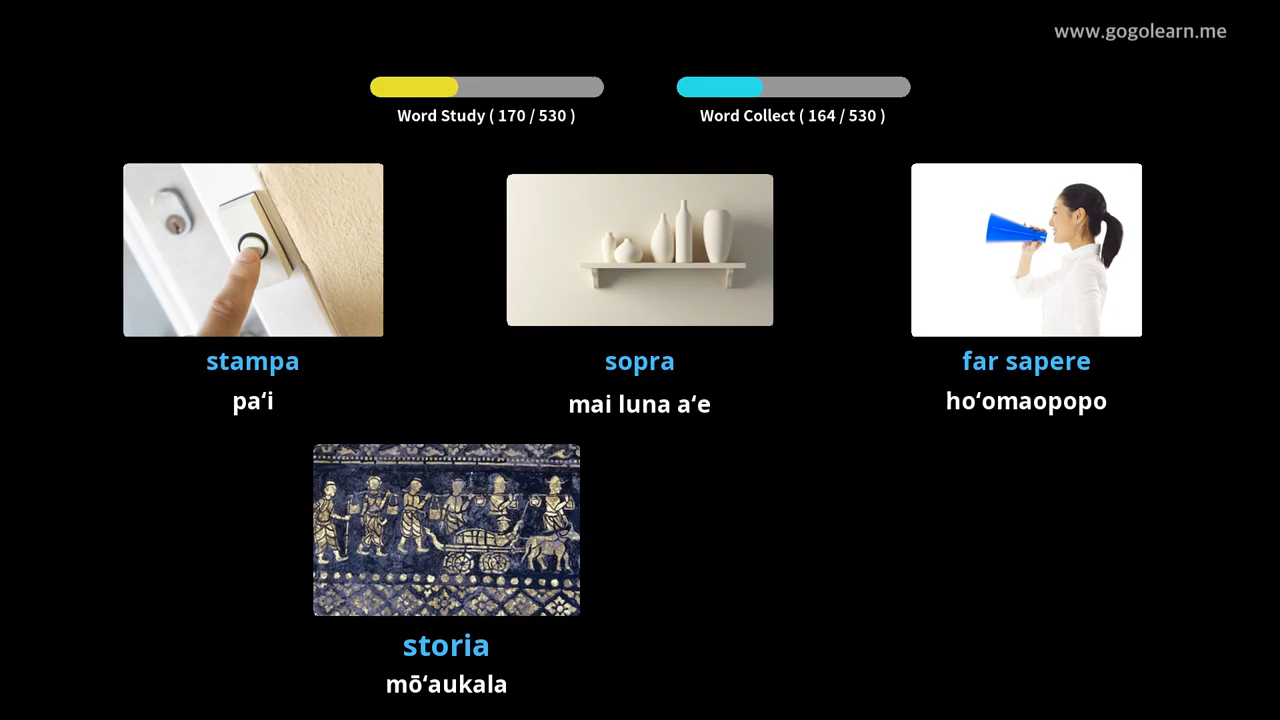 www.gogolearn.me
Word Study ( 170 / 530 )
Word Collect ( 164 / 530 )
stampa
paʻi
sopra
mai luna aʻe
far sapere
hoʻomaopopo
storia
mōʻaukala